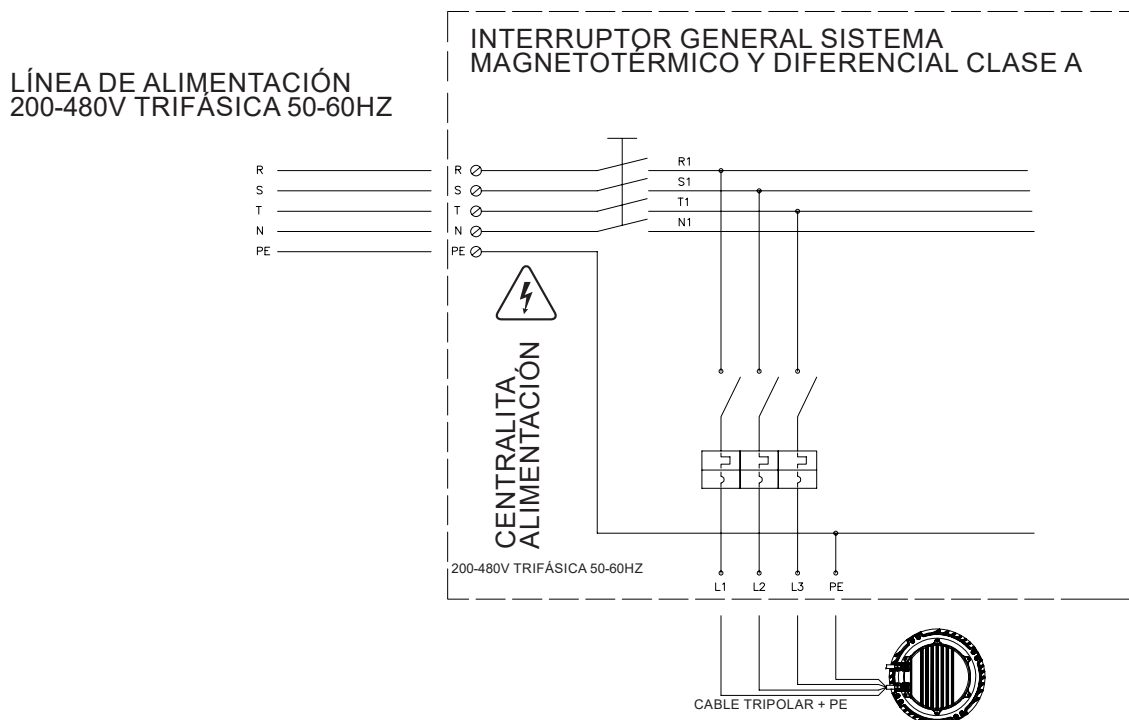 INTERRUPTOR GENERAL SISTEMA
MAGNETOTÉRMICO Y DIFERENCIAL CLASE A
LÍNEA DE ALIMENTACIÓN
200-480V TRIFÁSICA 50-60HZ
R R R1
S S S1
T T T1
N N N1
PE PE
CENTRALITA
ALIMENTACIÓN
200-480V TRIFÁSICA 50-60HZ
L1 L2 L3 PE
CABLE TRIPOLAR + PE